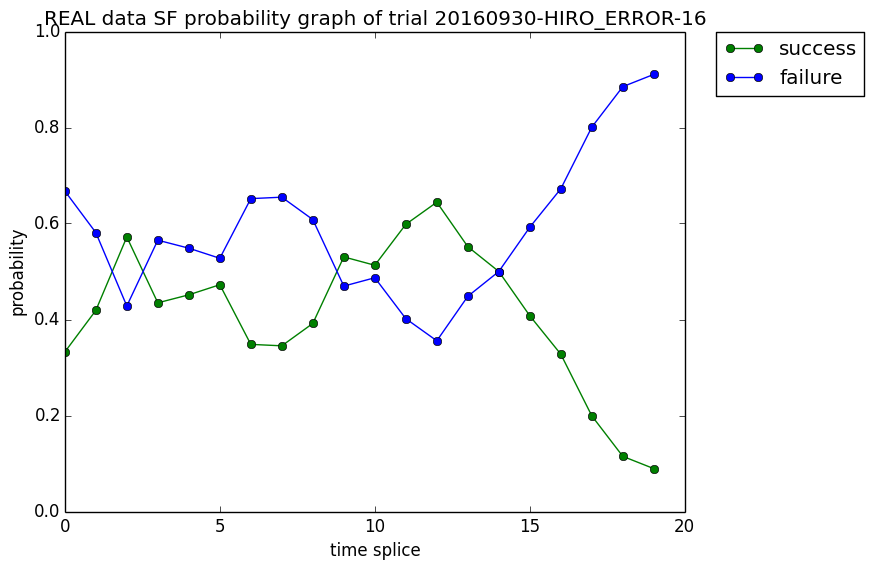 REAL data SF probability graph of trial 20160930-HIRO_ERROR-16
success
failure
1.0
0.8
0.6
0.4
0.2
0.0
probability
0 5 10 15 20
time splice